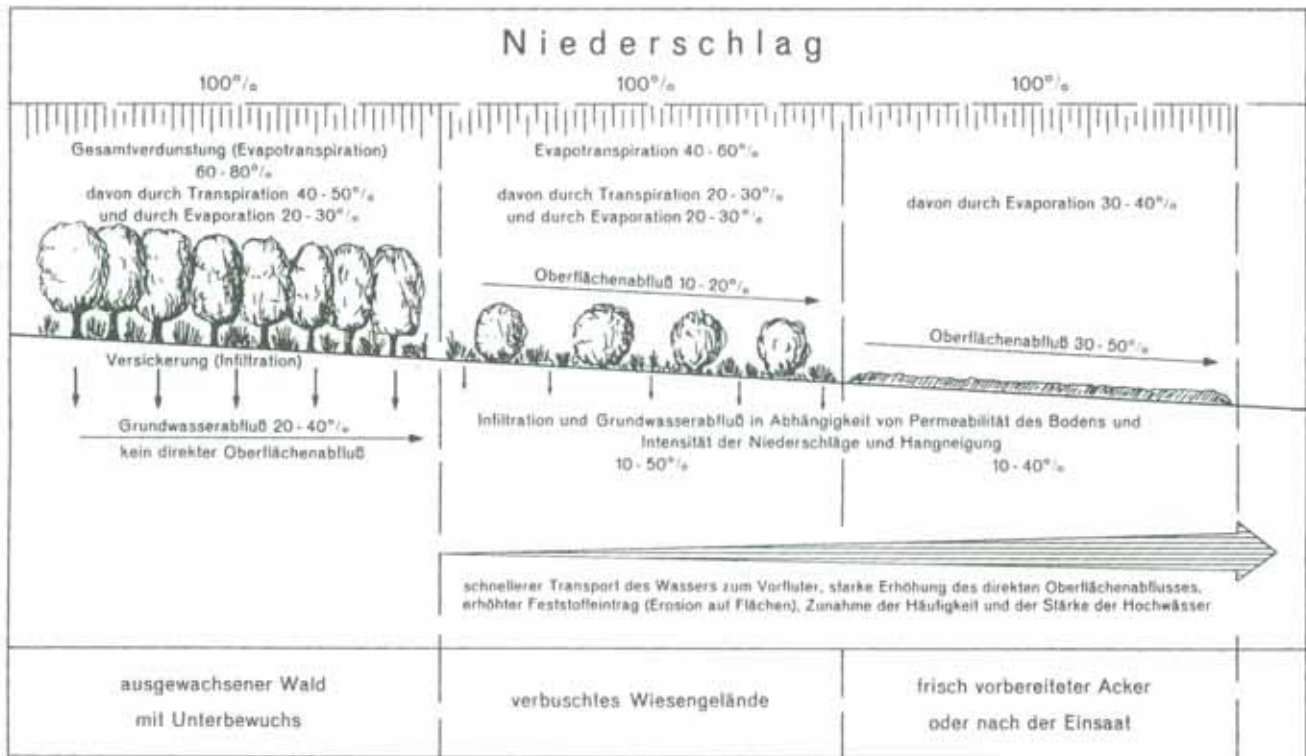 Niederschlag
100%
100%
100%
Gesamtverdunstung (Evapotranspiration)
60 - 80%
davon durch Transpiration 40 - 50%
und durch Evaporation 20 - 30%
Evapotranspiration 40 - 60%
davon durch Transpiration 20 - 30%
und durch Evaporation 20 - 30%
davon durch Evaporation 30 - 40%
Oberflächenabfluß 10 - 20%
Oberflächenabfluß 30 - 50%
Versickerung (Infiltration)
Grundwasserabfluß 20 - 40%
kein direkter Oberflächenabfluß
Infiltration und Grundwasserabfluß in Abhängigkeit von Permeabilität des Bodens und
Intensität der Niederschläge und Hangneigung
10 - 50%
10 - 40%
schnellerer Transport des Wassers zum Vorfluter, starke Erhöhung des direkten Oberflächenabflusses,
erhöhter Feststoffeintrag (Erosion auf Flächen), Zunahme der Häufigkeit und der Stärke der Hochwässer
ausgewachsener Wald
mit Unterbewuchs
verbuschtes Wiesengelände
frisch vorbereiteter Acker
oder nach der Einsaat